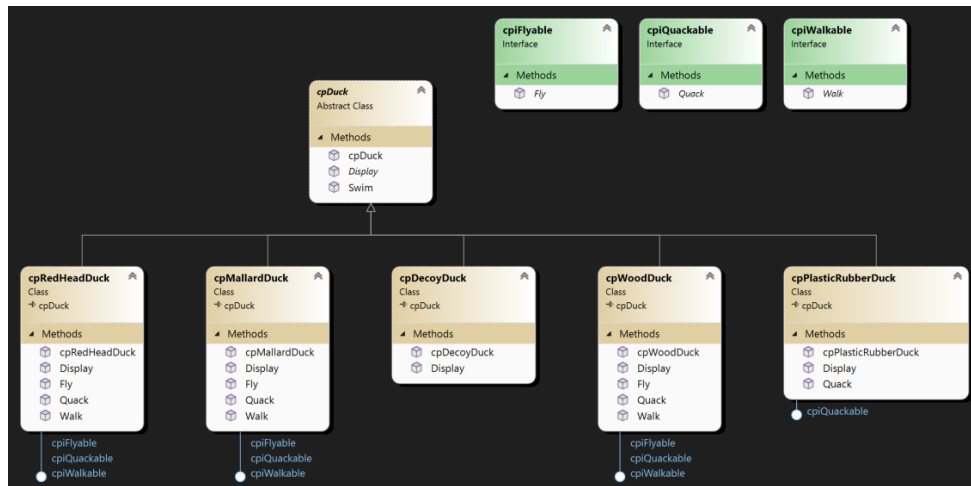 cpiFlyable
Interface
Methods
Fly
cpiQuackable
Interface
Methods
Quack
cpiWalkable
Interface
Methods
Walk
cpDuck
Abstract Class
Methods
cpDuck
Display
Swim
cpRedHeadDuck
Class
cpDuck
Methods
cpRedHeadDuck
Display
Fly
Quack
Walk
cpiFlyable
cpiQuackable
cpiWalkable
cpMallardDuck
Class
cpDuck
Methods
cpMallardDuck
Display
Fly
Quack
Walk
cpiFlyable
cpiQuackable
cpiWalkable
cpDecoyDuck
Class
cpDuck
Methods
cpDecoyDuck
Display
cpWoodDuck
Class
cpDuck
Methods
cpWoodDuck
Display
Fly
Quack
Walk
cpiFlyable
cpiQuackable
cpiWalkable
cpPlasticRubberDuck
Class
cpDuck
Methods
cpPlasticRubberDuck
Display
Quack
cpiQuackable